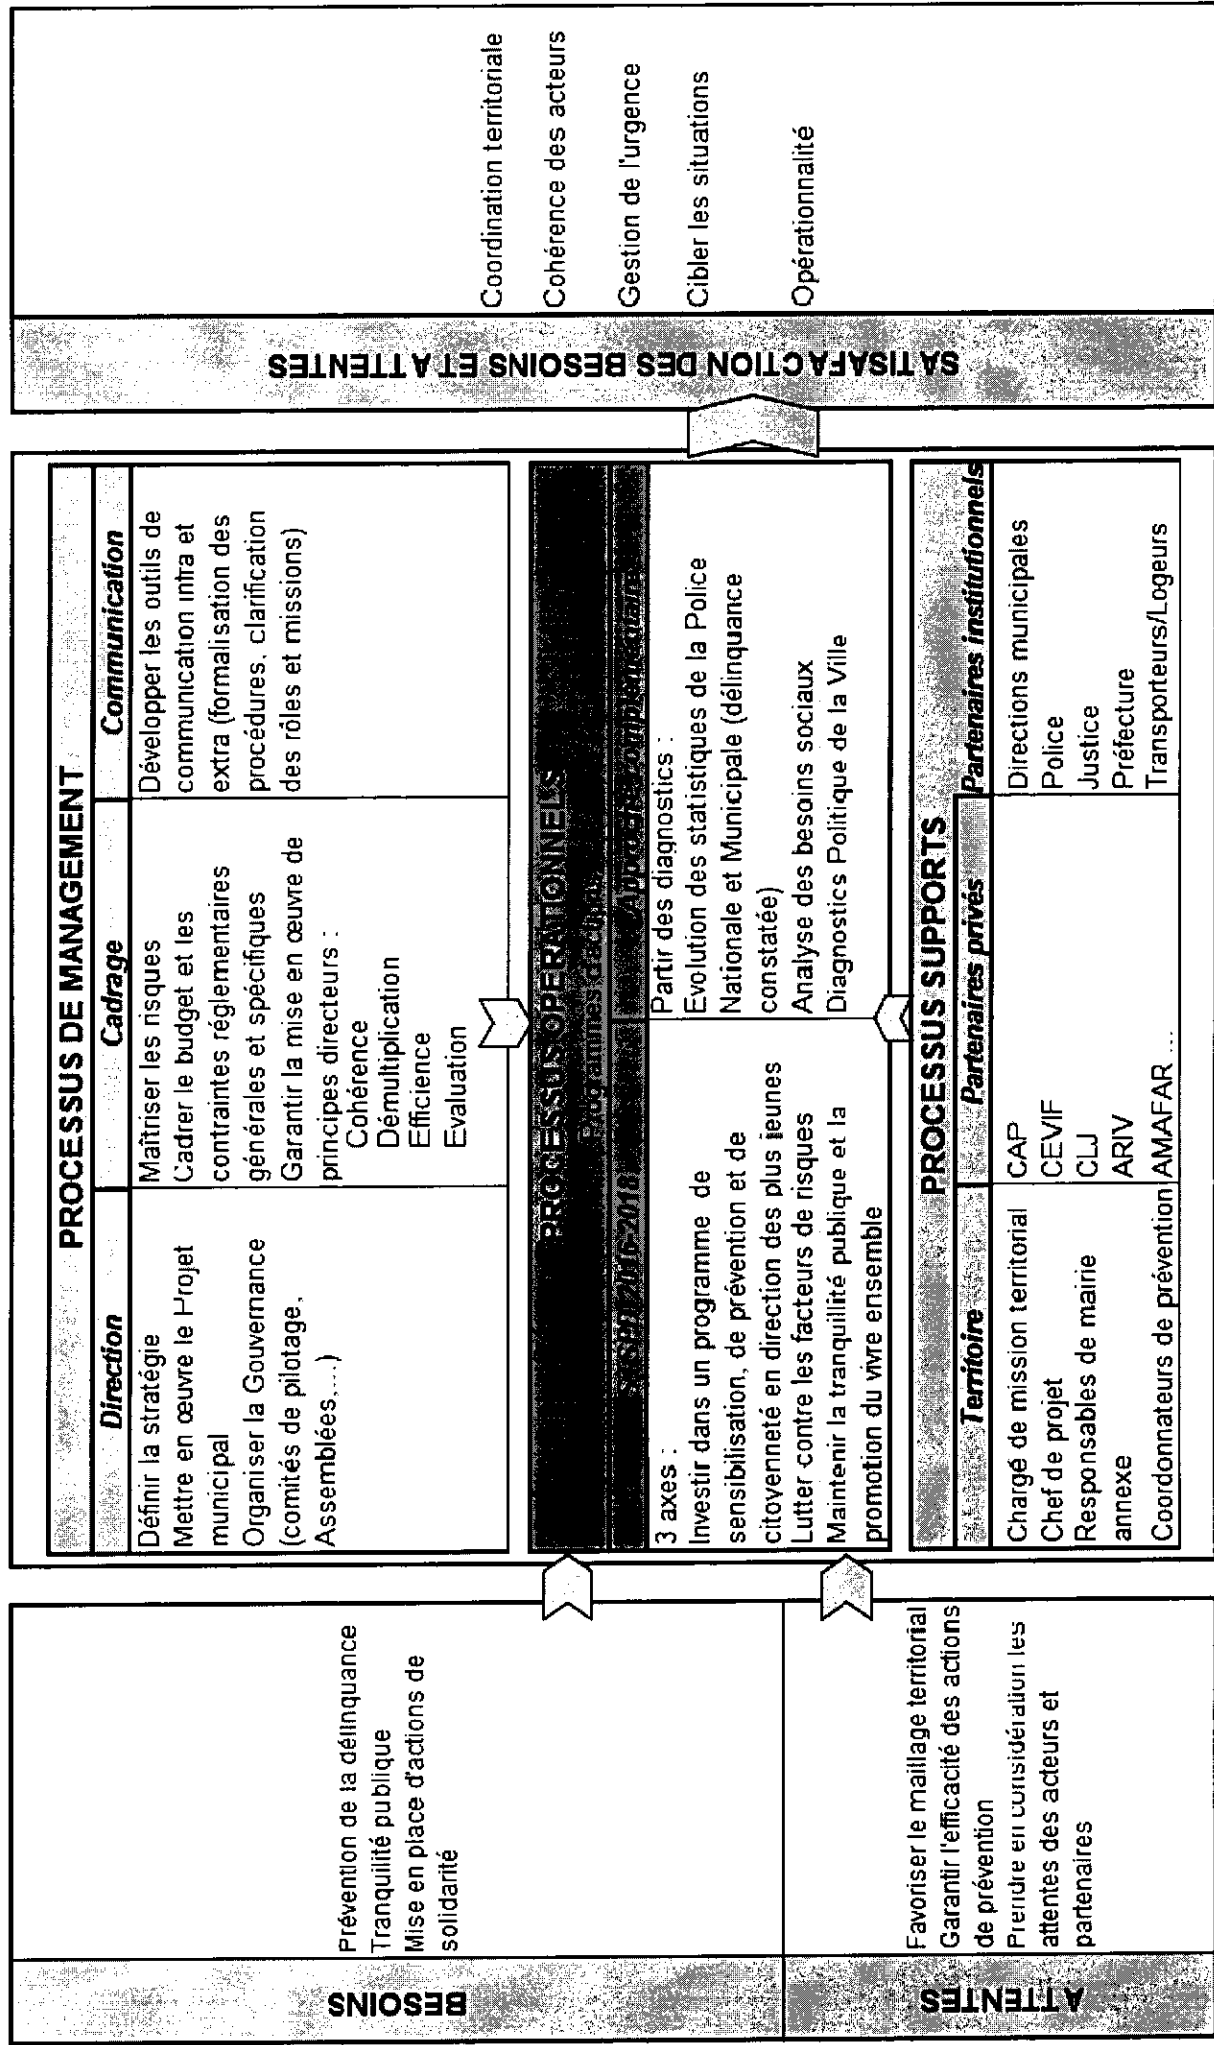 BESOINS
Prévention de la délinquance
Tranquilité publique
Mise en place d'actions de
solidarité
ATTENTES
Favoriser le maillage territorial
Garantir l'efficacité des actions
de prévention
Prendre en considération les
attentes des acteurs et
partenaires
PROCESSUS DE MANAGEMENT
Direction
Définir la stratégie
Mettre en œuvre le Projet
municipal
Organiser la Gouvernance
(comités de pilotage,
Assemblées,...)
Cadrage
Maîtriser les risques
Cadrer le budget et les
contraintes réglementaires
générales et spécifiques
Garantir la mise en œuvre de
principes directeurs :
Cohérence
Démultiplication
Efficience
Evaluation
Communication
Développer les outils de
communication intra et
extra (formalisation des
procédures, clarification
des rôles et missions)
PROCESSUS OPERATIONNELS
Programmes d'actions
2016-2018
Approche complémentaire
3 axes :
Investir dans un programme de
sensibilisation, de prévention et de
citoyenneté en direction des plus jeunes
Lutter contre les facteurs de risques
Maintenir la tranquillité publique et la
promotion du vivre ensemble
Partir des diagnostics :
Evolution des statistiques de la Police
Nationale et Municipale (délinquance
constatée)
Analyse des besoins sociaux
Diagnostics Politique de la Ville
PROCESSUS SUPPORTS
Territoire
Chargé de mission territorial
Chef de projet
Responsables de mairie
annexe
Coordonnateurs de prévention
Partenaires privés
CAP
CEVIF
CLJ
ARIV
AMAFAR ...
Partenaires institutionnels
Directions municipales
Police
Justice
Préfecture
Transporteurs/Logeurs
SATISAFACTION DES BESOINS ET ATTENTES
Coordination territoriale
Cohérence des acteurs
Gestion de l'urgence
Cibler les situations
Opérationnalité